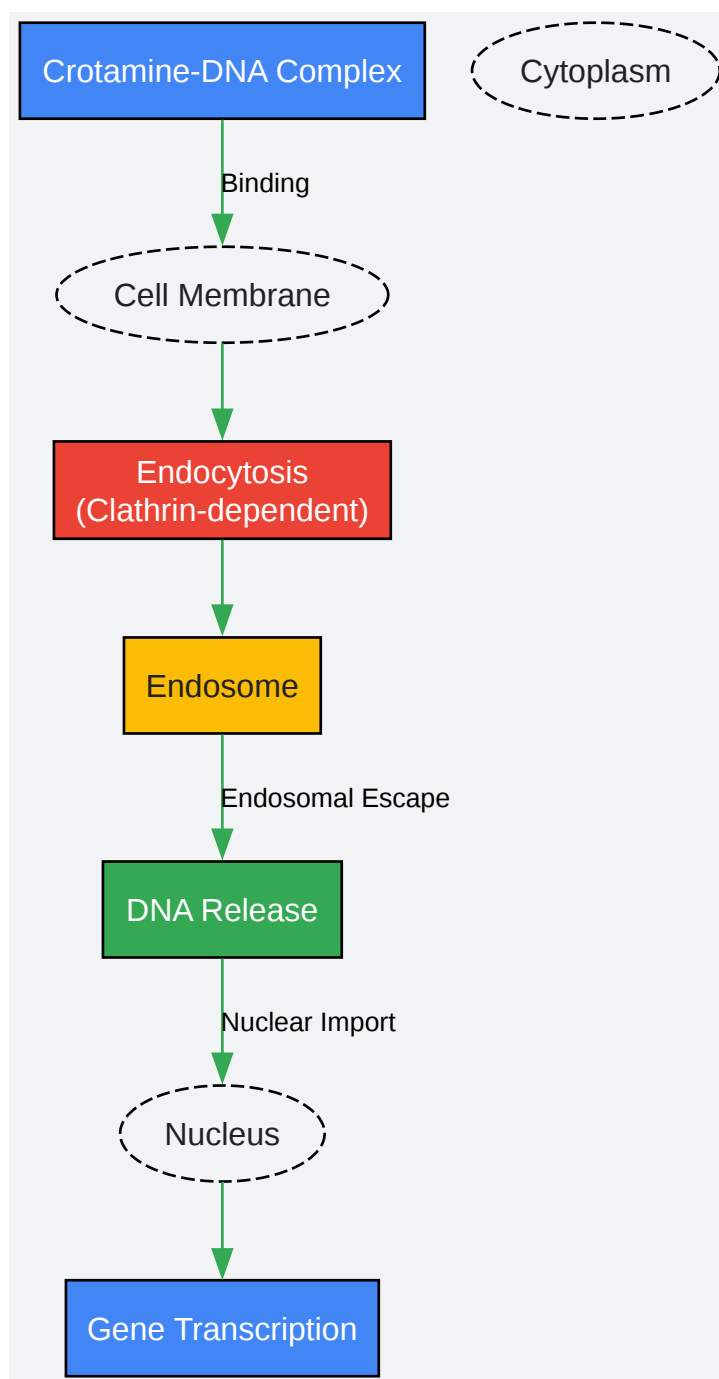 Crotamine-DNA Complex
Cytoplasm
Binding
Cell Membrane
Endocytosis
(Clathrin-dependent)
Endosome
Endosomal Escape
DNA Release
Nuclear Import
Nucleus
Gene Transcription